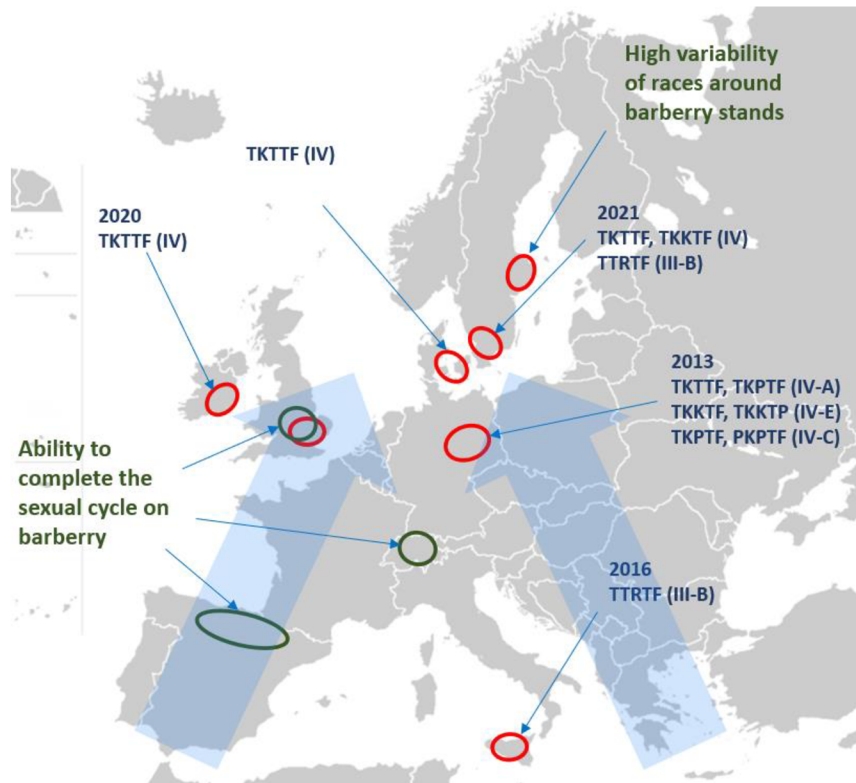 High variability
of races around
barberry stands
TKTTF (IV)
2020
TKTTF (IV)
2021
TKTTF, TKKTF (IV)
TTRTF (III-B)
2013
TKTTF, TKPTF (IV-A)
TKKTF, TKKTP (IV-E)
TKPTF, PKPTF (IV-C)
Ability to
complete the
sexual cycle on
barberry
2016
TTRTF (III-B)